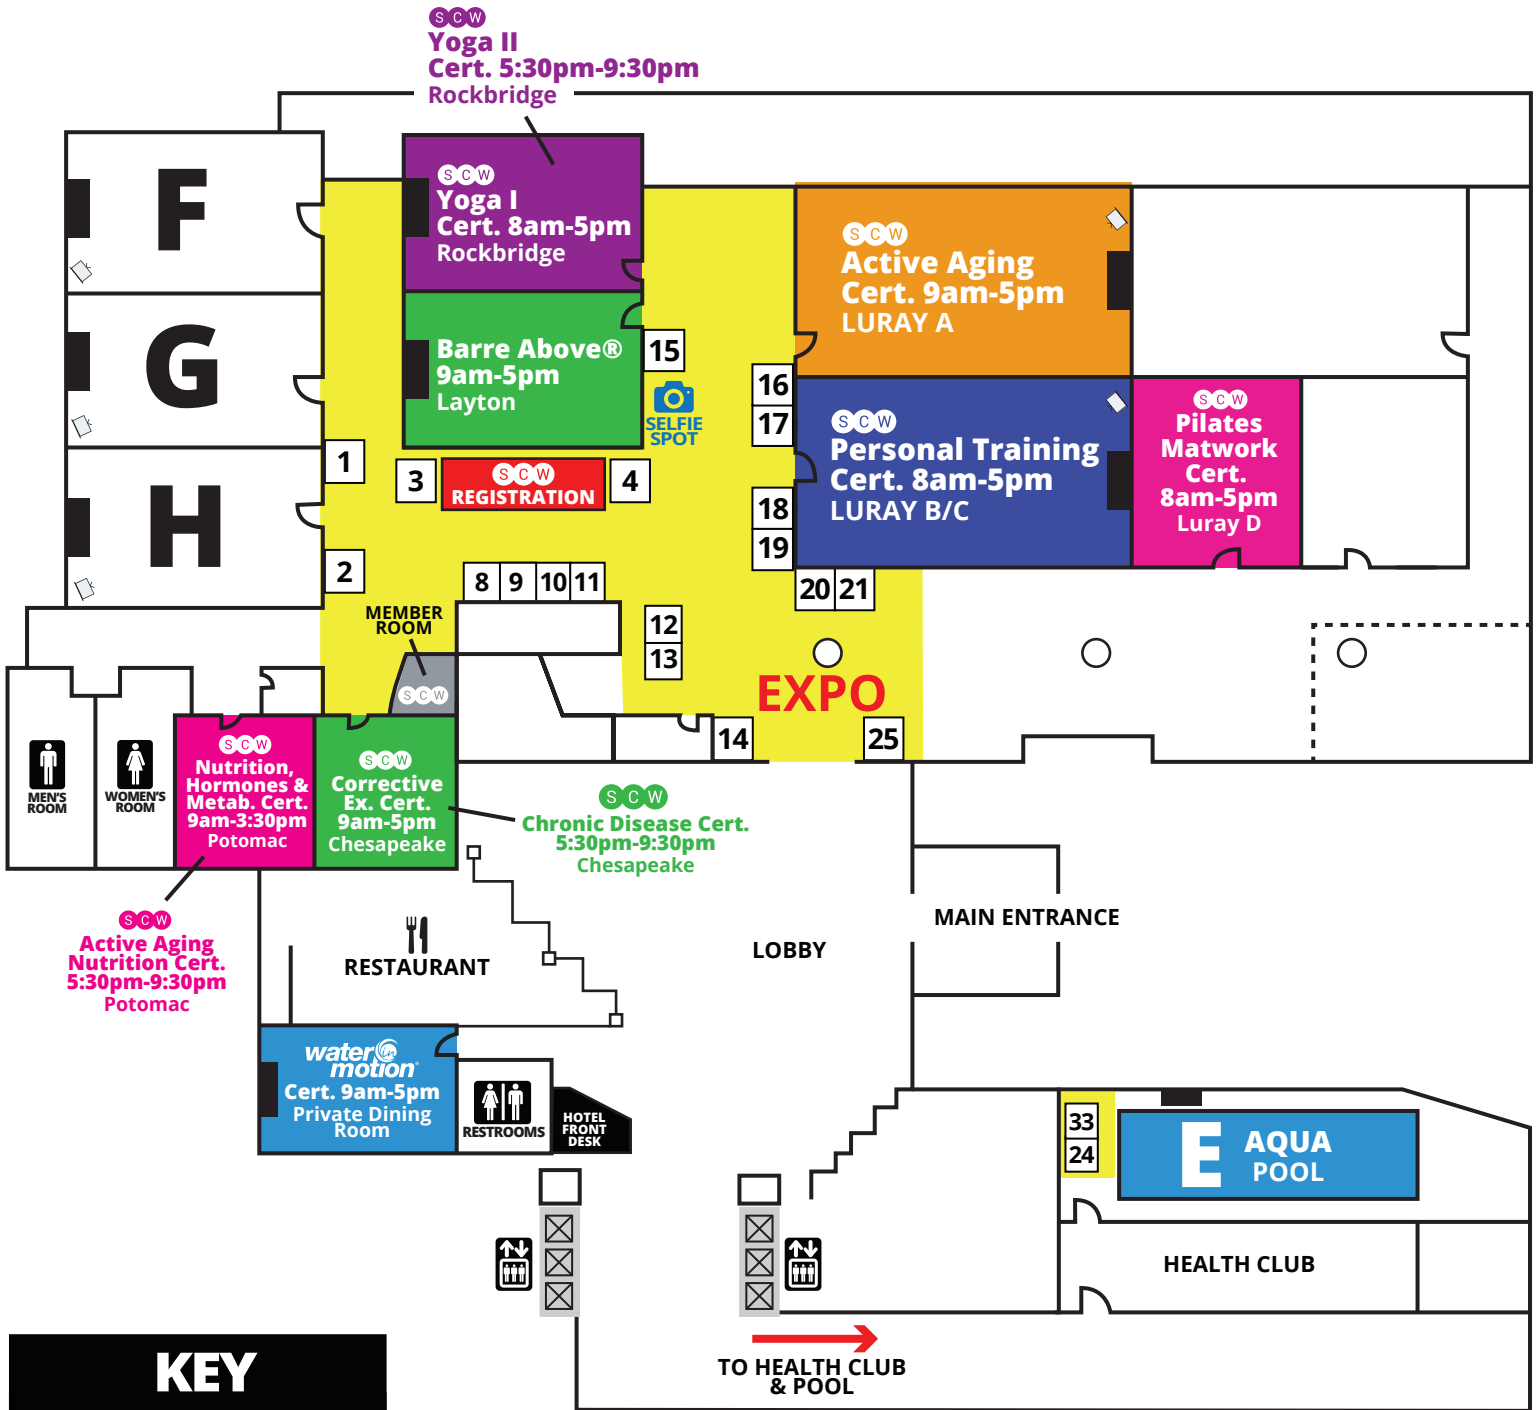 SCW
Yoga II
Cert. 5:30pm-9:30pm
Rockbridge
F
SCW
Yoga I
Cert. 8am-5pm
Rockbridge
SCW
Active Aging
Cert. 9am-5pm
LURAY A
G
Barre Above®
9am-5pm
Layton
15
SELFIE
SPOT
16
17
SCW
Personal Training
Cert. 8am-5pm
LURAY B/C
SCW
Pilates
Matwork
Cert.
8am-5pm
Luray D
H
1
3
SCW
REGISTRATION
4
18
19
2
8
9
10
11
20
21
MEMBER
ROOM
SCW
12
13
EXPO
14
25
MEN'S
ROOM
WOMEN'S
ROOM
SCW
Nutrition,
Hormones &
Metab. Cert.
9am-3:30pm
Potomac
SCW
Corrective
Ex. Cert.
9am-5pm
Chesapeake
SCW
Chronic Disease Cert.
5:30pm-9:30pm
Chesapeake
SCW
Active Aging
Nutrition Cert.
5:30pm-9:30pm
Potomac
RESTAURANT
LOBBY
MAIN ENTRANCE
water in
motion®
Cert. 9am-5pm
Private Dining
Room
RESTROOMS
HOTEL
FRONT
DESK
33
24
E
AQUA
POOL
HEALTH CLUB
TO HEALTH CLUB
& POOL
KEY